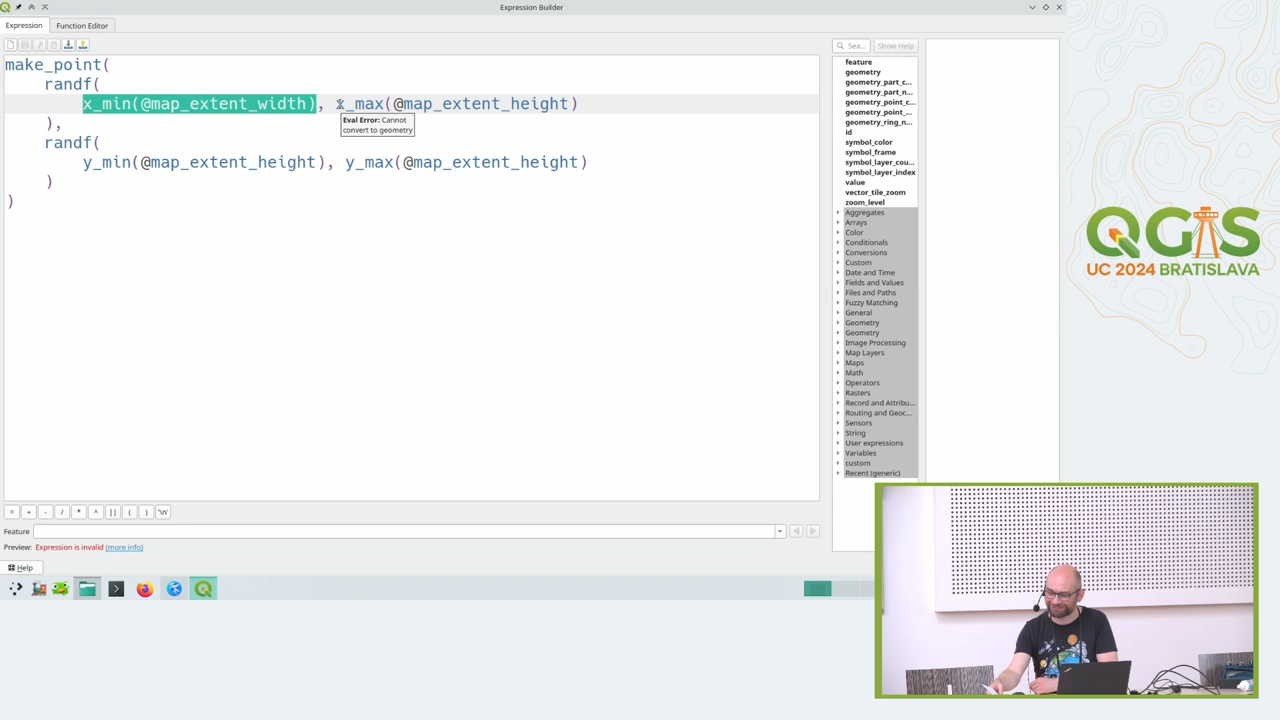 Expression Builder
Expression
Function Editor
make_point(
randf(
x_min(@map_extent_width), x_max(@map_extent_height)
Eval Error: Cannot
convert to geometry
),
randf(
y_min(@map_extent_height), y_max(@map_extent_height)
)
)
= + - / * ^ || ( ) '\n'
Feature
Preview: Expression is invalid (more info)
Help
Sea...
Show Help
feature
geometry
geometry_part_c...
geometry_part_n...
geometry_point_c...
geometry_point_...
geometry_ring_n...
id
symbol_color
symbol_frame
symbol_layer_cou...
symbol_layer_index
value
vector_tile_zoom
zoom_level
Aggregates
Arrays
Color
Conditionals
Conversions
Custom
Date and Time
Fields and Values
Files and Paths
Fuzzy Matching
General
Geometry
Geometry
Image Processing
Map Layers
Maps
Math
Operators
Rasters
Record and Attribu...
Routing and Geoc...
Sensors
String
User expressions
Variables
custom
Recent (generic)
QGIS
UC 2024 BRATISLAVA